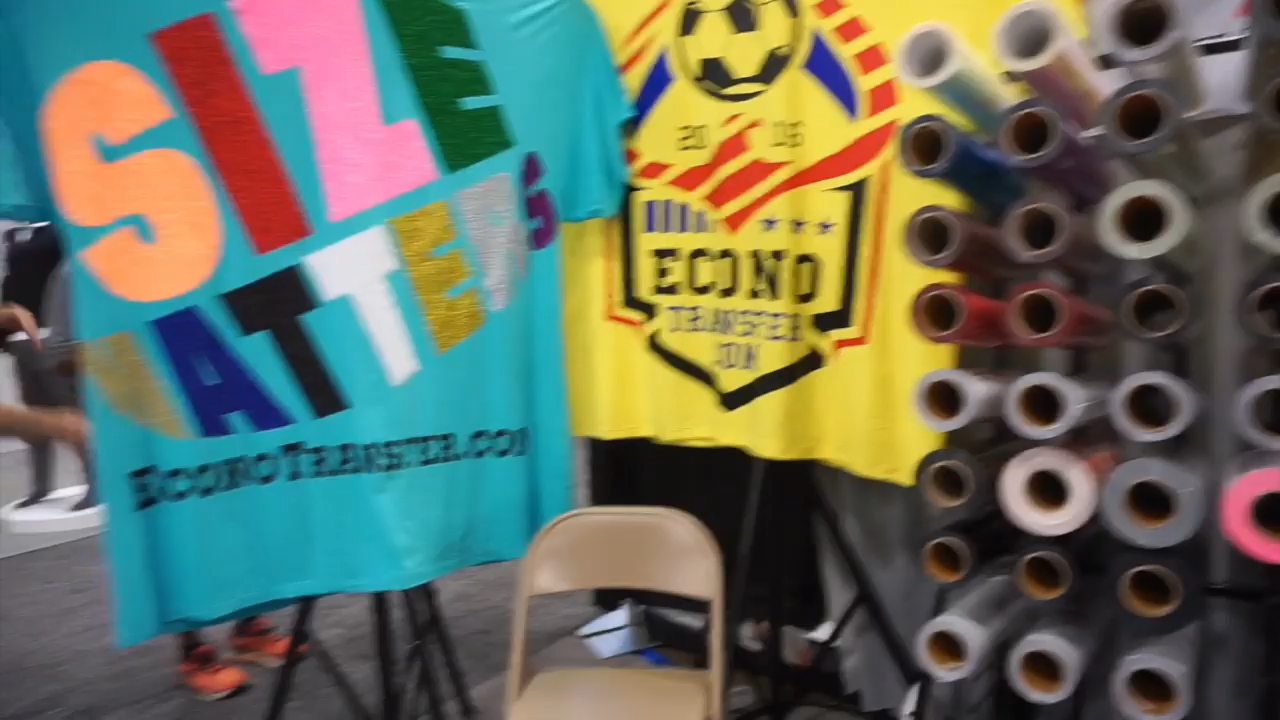 SIZE
MATTERS
ECONOTRANSFER.COM
20 16
ECONO
TRANSFER
.COM